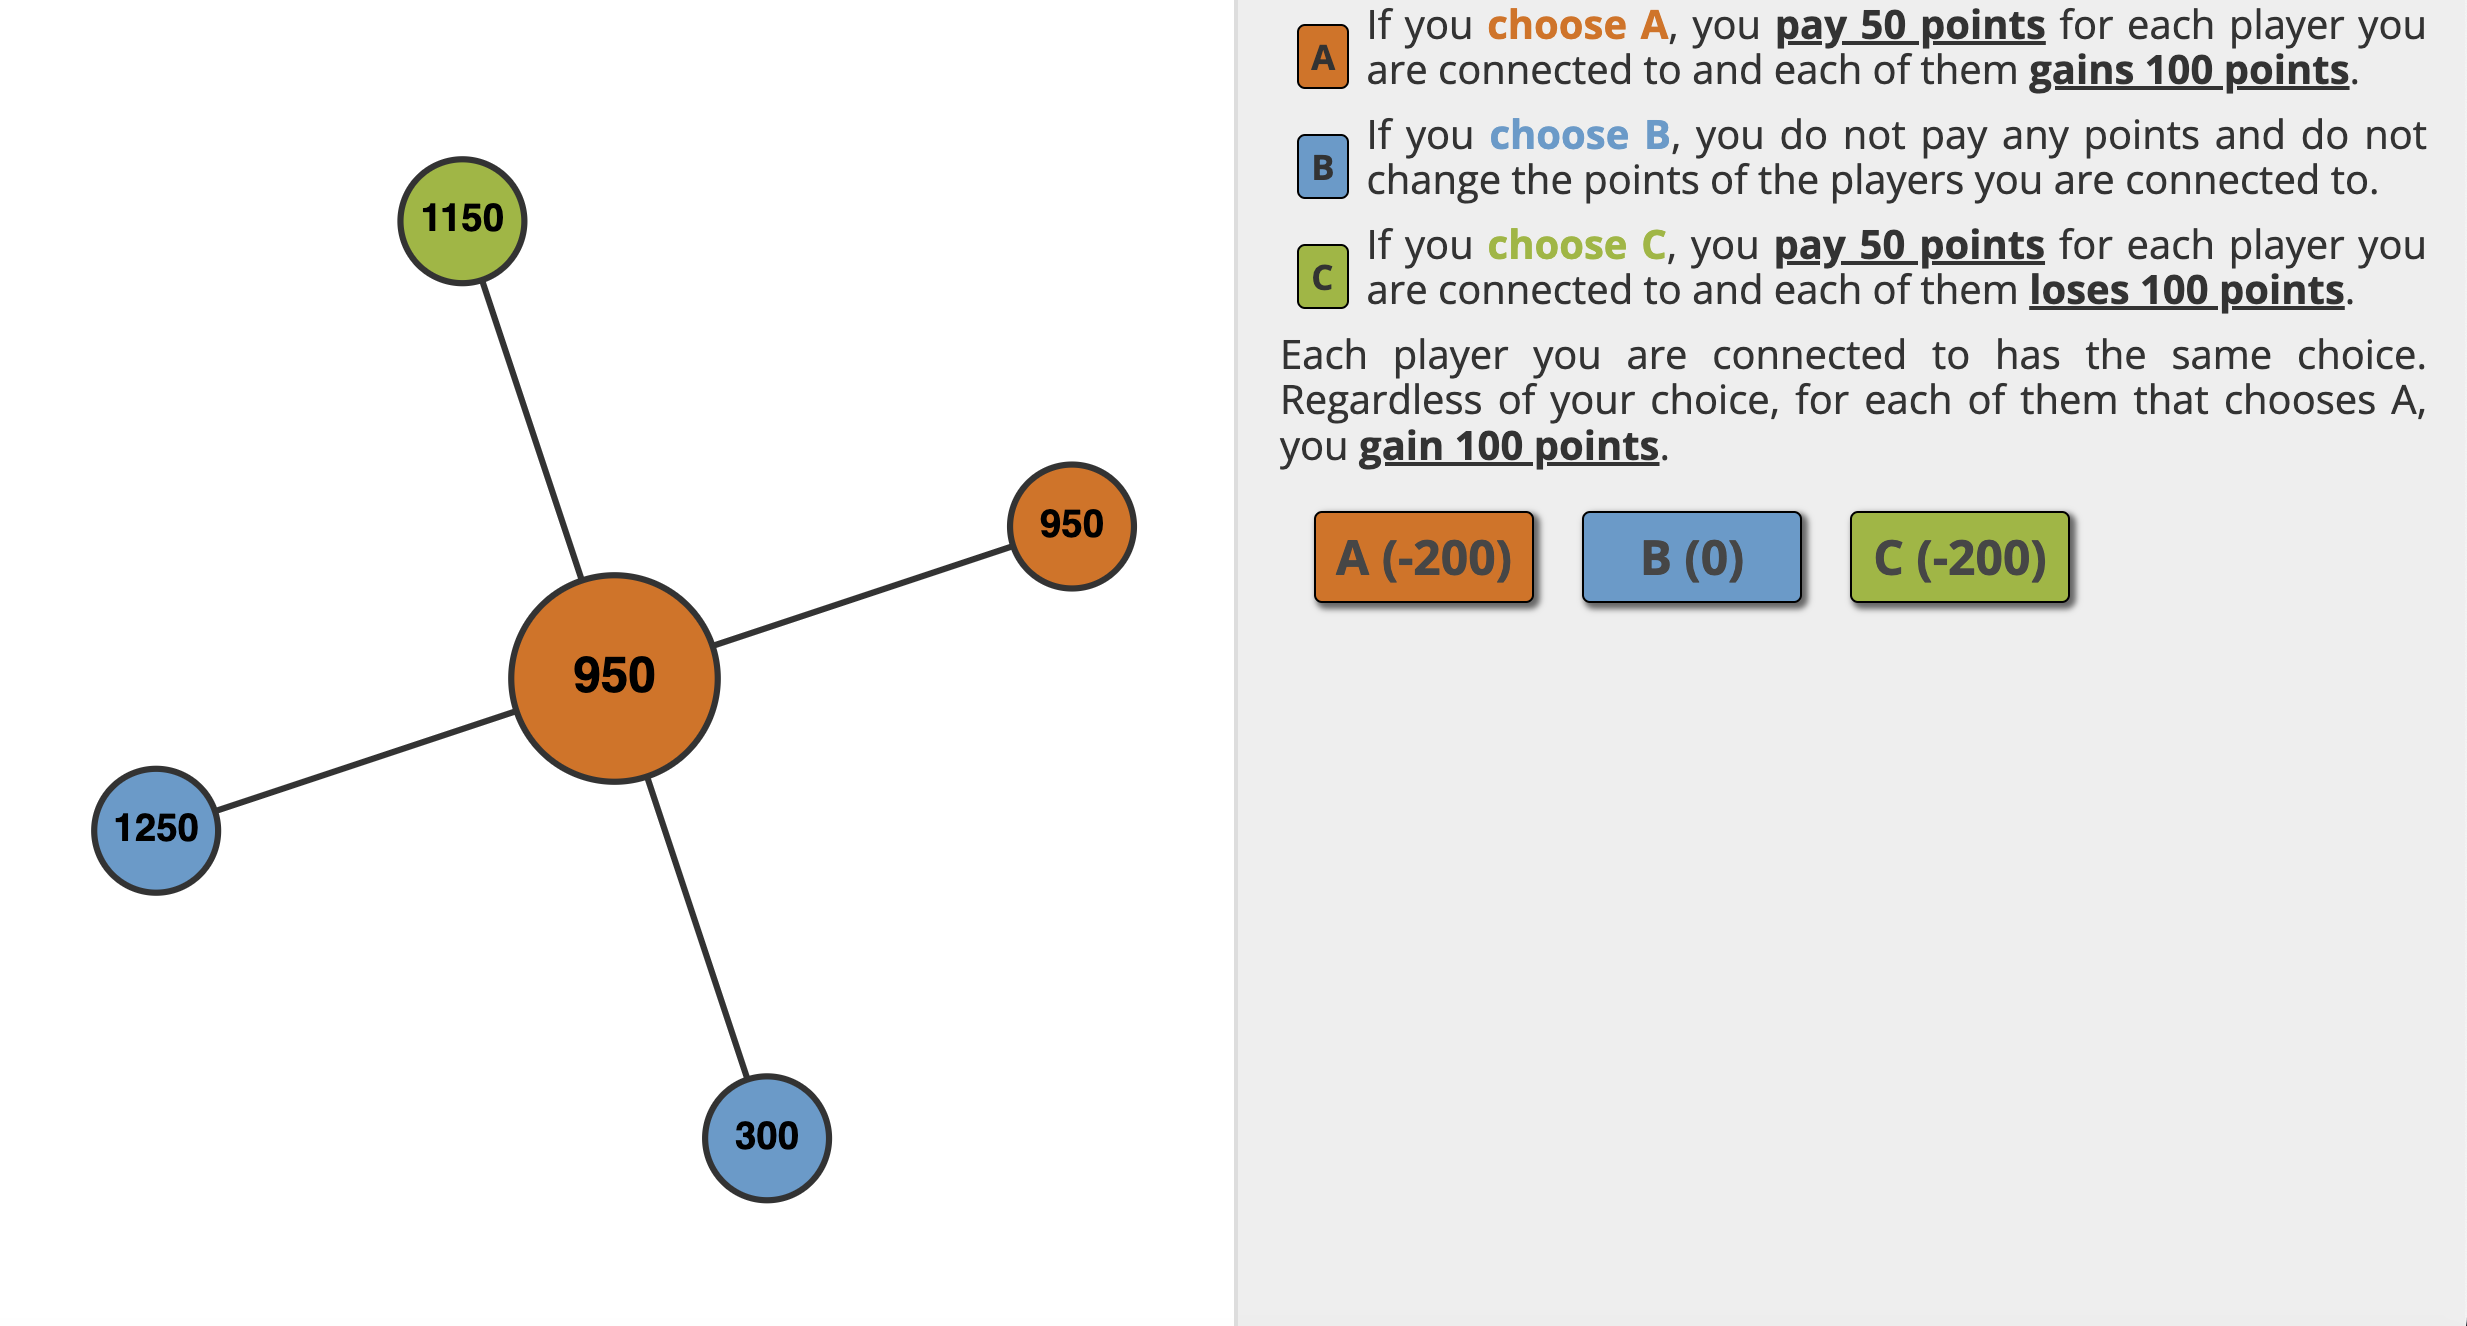 1150
950
950
1250
300
A
If you choose A, you pay 50 points for each player you
are connected to and each of them gains 100 points.
B
If you choose B, you do not pay any points and do not
change the points of the players you are connected to.
C
If you choose C, you pay 50 points for each player you
are connected to and each of them loses 100 points.
Each player you are connected to has the same choice.
Regardless of your choice, for each of them that chooses A,
you gain 100 points.
A (-200)
B (0)
C (-200)